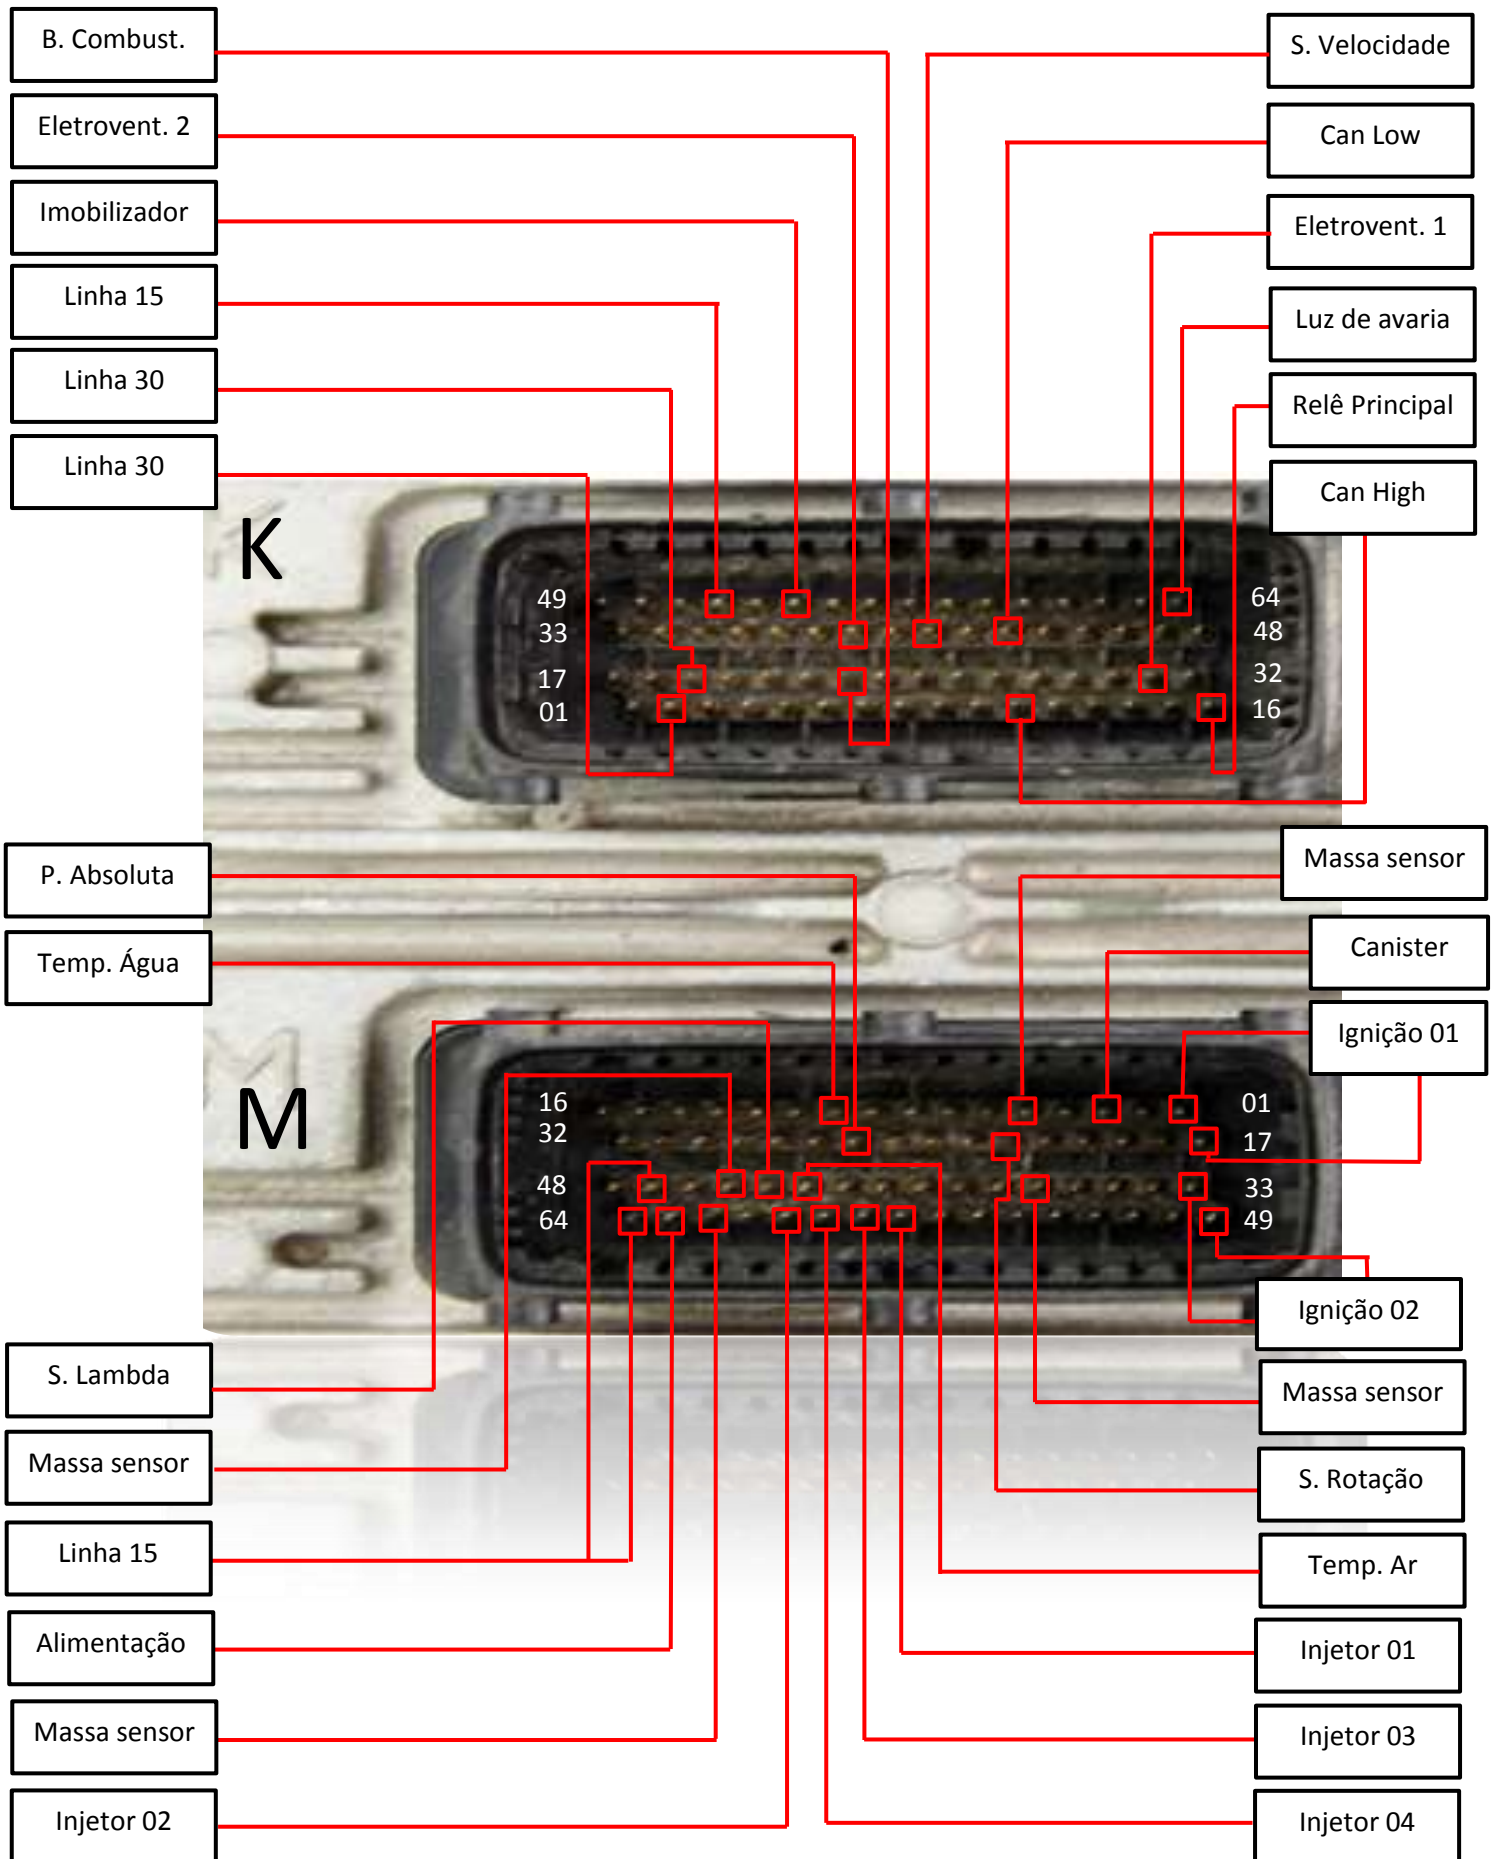 B. Combust.
S. Velocidade
Eletrovent. 2
Can Low
Imobilizador
Eletrovent. 1
Linha 15
Luz de avaria
Linha 30
Relê Principal
Linha 30
Can High
K
49
64
33
48
17
32
01
16
P. Absoluta
Massa sensor
Temp. Água
Canister
Ignição 01
M
16
01
32
17
48
33
64
49
Ignição 02
S. Lambda
Massa sensor
Massa sensor
S. Rotação
Linha 15
Temp. Ar
Alimentação
Injetor 01
Massa sensor
Injetor 03
Injetor 02
Injetor 04